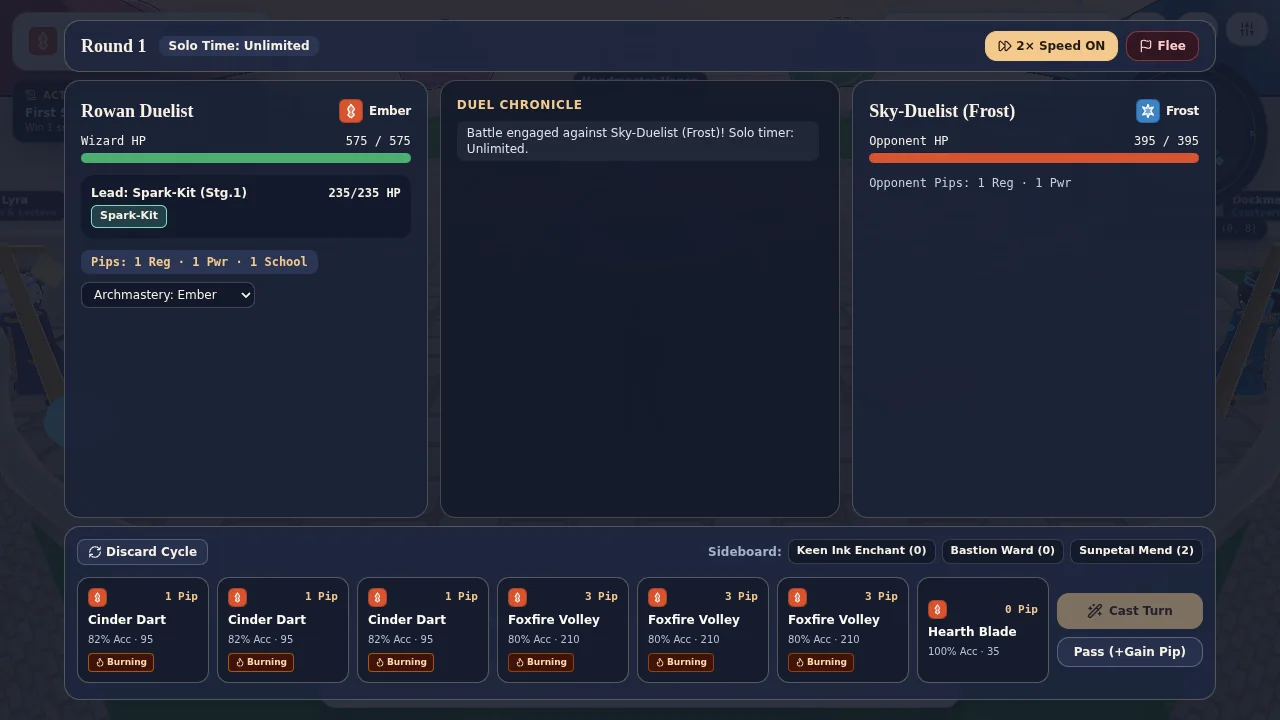 Round 1
Solo Time: Unlimited
2× Speed ON
Flee
Rowan Duelist
Ember
Wizard HP
575 / 575
Lead: Spark-Kit (Stg.1)
235/235 HP
Spark-Kit
Pips: 1 Reg · 1 Pwr · 1 School
Archmastery: Ember
DUEL CHRONICLE
Battle engaged against Sky-Duelist (Frost)! Solo timer:
Unlimited.
Sky-Duelist (Frost)
Frost
Opponent HP
395 / 395
Opponent Pips: 1 Reg · 1 Pwr
Lyra
Discard Cycle
Sideboard:
Keen Ink Enchant (0)
Bastion Ward (0)
Sunpetal Mend (2)
1 Pip
Cinder Dart
82% Acc · 95
Burning
1 Pip
Cinder Dart
82% Acc · 95
Burning
1 Pip
Cinder Dart
82% Acc · 95
Burning
3 Pip
Foxfire Volley
80% Acc · 210
Burning
3 Pip
Foxfire Volley
80% Acc · 210
Burning
3 Pip
Foxfire Volley
80% Acc · 210
Burning
0 Pip
Hearth Blade
100% Acc · 35
Cast Turn
Pass (+Gain Pip)